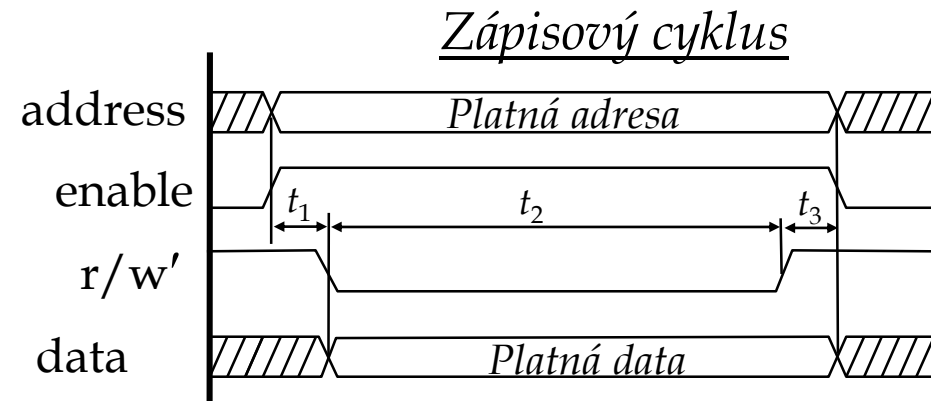 Zápisový cyklus
address
Platná adresa
enable
t₁
t₂
t₃
r/w′
data
Platná data